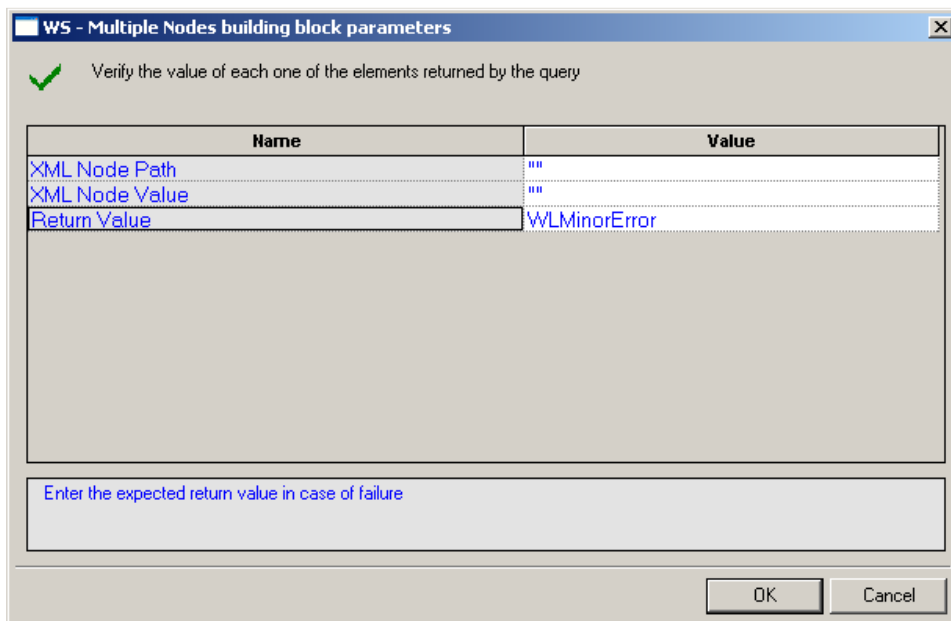 WS - Multiple Nodes building block parameters
Verify the value of each one of the elements returned by the query
Name Value
XML Node Path ""
XML Node Value ""
Return Value WLMinorError
Enter the expected return value in case of failure
OK Cancel